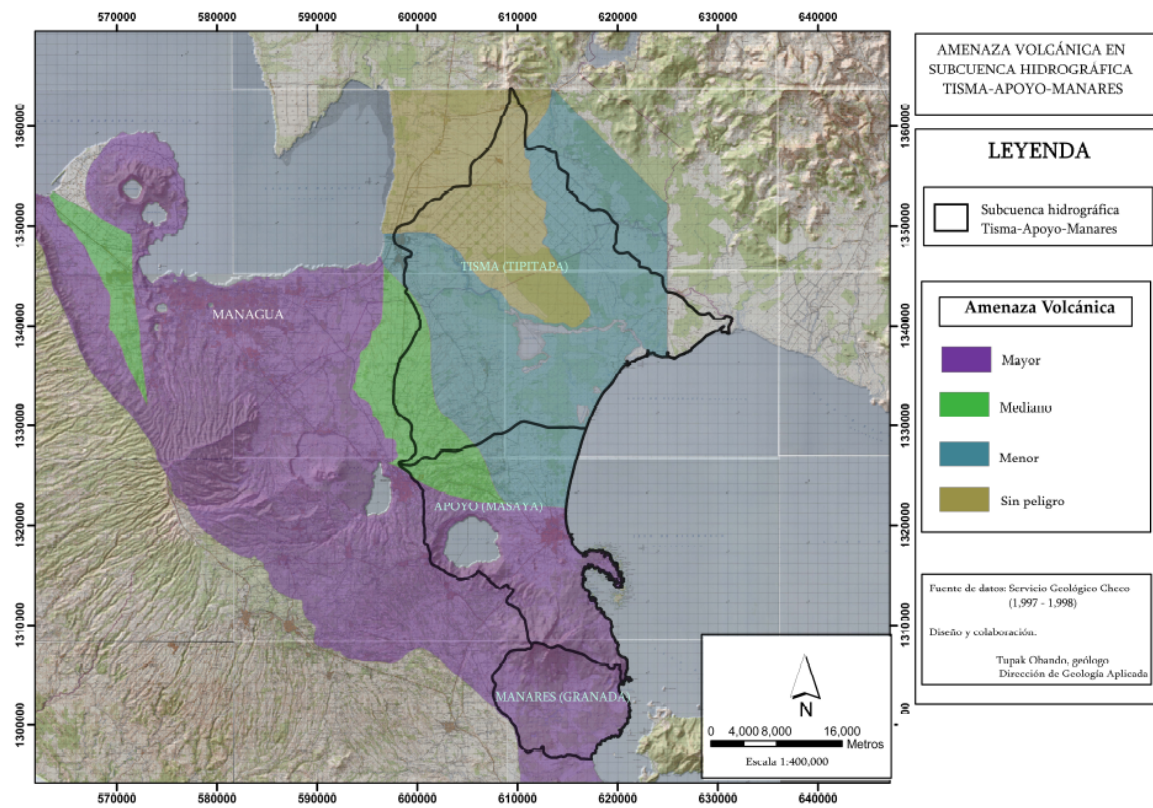 570000 580000 590000 600000 610000 620000 630000 640000
1360000
1350000
1340000
1330000
1320000
1310000
1300000
TISMA (TIPITAPA)
MANAGUA
APOYO (MASAYA)
MANARES (GRANADA)
N
0 4,000 8,000 16,000
Metros
Escala 1:400,000
570000 580000 590000 600000 610000 620000 630000 640000
1360000
1350000
1340000
1330000
1320000
1310000
AMENAZA VOLCÁNICA EN
SUBCUENCA HIDROGRÁFICA
TISMA-APOYO-MANARES
LEYENDA
Subcuenca hidrográfica
Tisma-Apoyo-Manares
Amenaza Volcánica
Mayor
Mediano
Menor
Sin peligro
Fuente de datos: Servicio Geológico Checo
(1,997 - 1,998)
Diseño y colaboración.
Tupak Obando, geólogo
Dirección de Geología Aplicada